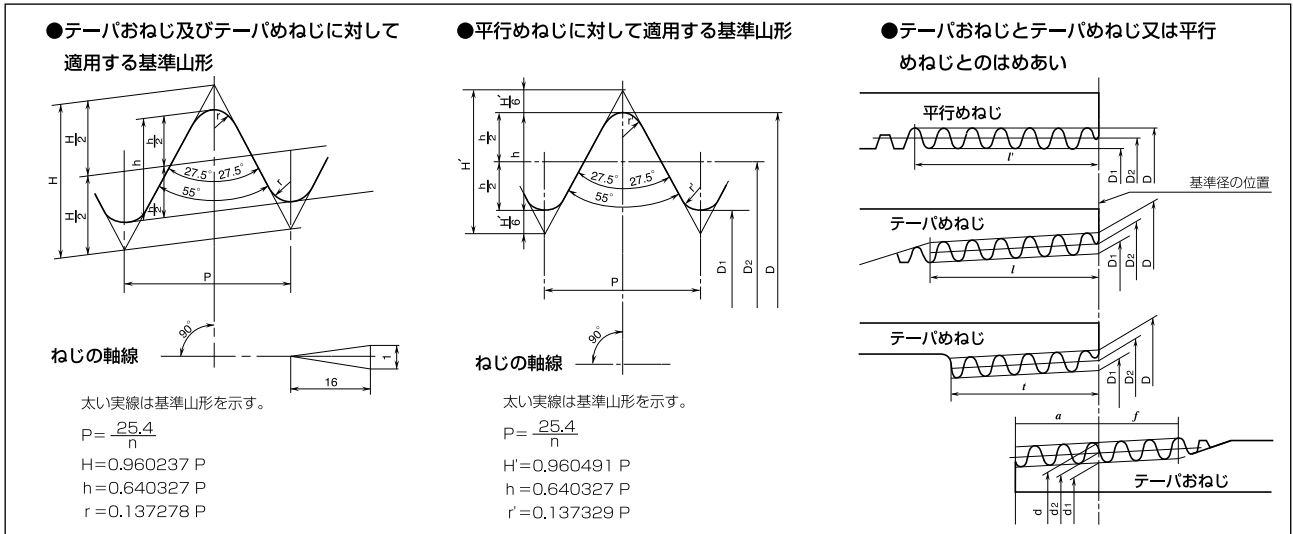 ●テーパおねじ及びテーパめねじに対して
適用する基準山形
H
H/2
H/2
h
h/2
h/2
r
r
27.5° 27.5°
55°
P
90°
ねじの軸線
16
1
太い実線は基準山形を示す。
P= 25.4/n
H=0.960237 P
h=0.640327 P
r=0.137278 P
●平行めねじに対して適用する基準山形
H'
H'/6
h/2
h
h/2
H'/6
r'
r'
27.5° 27.5°
55°
P
D1
D2
D
90°
ねじの軸線
太い実線は基準山形を示す。
P= 25.4/n
H'=0.960491 P
h=0.640327 P
r'=0.137329 P
●テーパおねじとテーパめねじ又は平行
めねじとのはめあい
平行めねじ
l'
D1
D2
D
基準径の位置
テーパめねじ
l
D1
D2
D
テーパめねじ
t
D1
D2
D
a
f
テーパおねじ
d
d2
d1